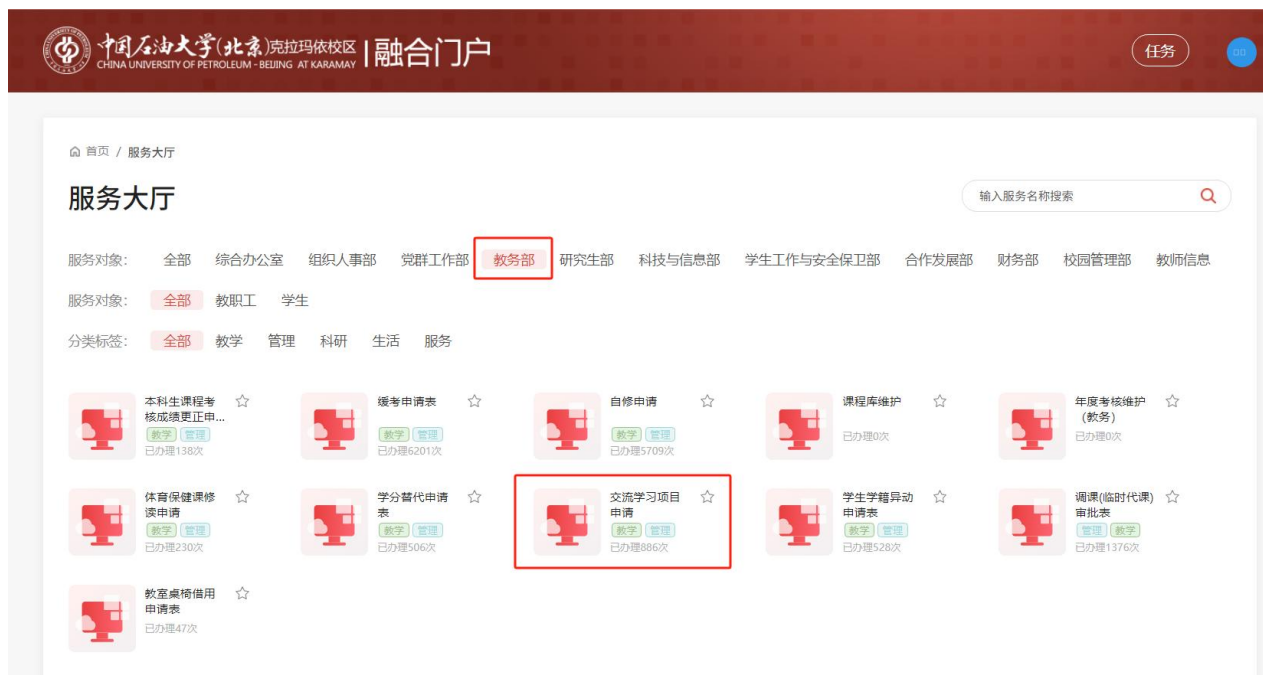 中国石油大学(北京)克拉玛依校区 | 融合门户
CHINA UNIVERSITY OF PETROLEUM - BEIJING AT KARAMAY
任务
首页 / 服务大厅
服务大厅
输入服务名称搜索
服务对象: 全部 综合办公室 组织人事部 党群工作部 教务部 研究生部 科技与信息部 学生工作与安全保卫部 合作发展部 财务部 校园管理部 教师信息
服务对象: 全部 教职工 学生
分类标签: 全部 教学 管理 科研 生活 服务
本科生课程考
核成绩更正申...
教学 管理
已办理138次
缓考申请表
教学 管理
已办理6201次
自修申请
教学 管理
已办理5709次
课程库维护
已办理0次
年度考核维护
(教务)
已办理0次
体育保健课修
读申请
教学 管理
已办理230次
学分替代申请
表
教学 管理
已办理506次
交流学习项目
申请
教学 管理
已办理886次
学生学籍异动
申请表
教学 管理
已办理528次
调课(临时代课)
审批表
管理 教学
已办理1376次
教室桌椅借用
申请表
已办理47次